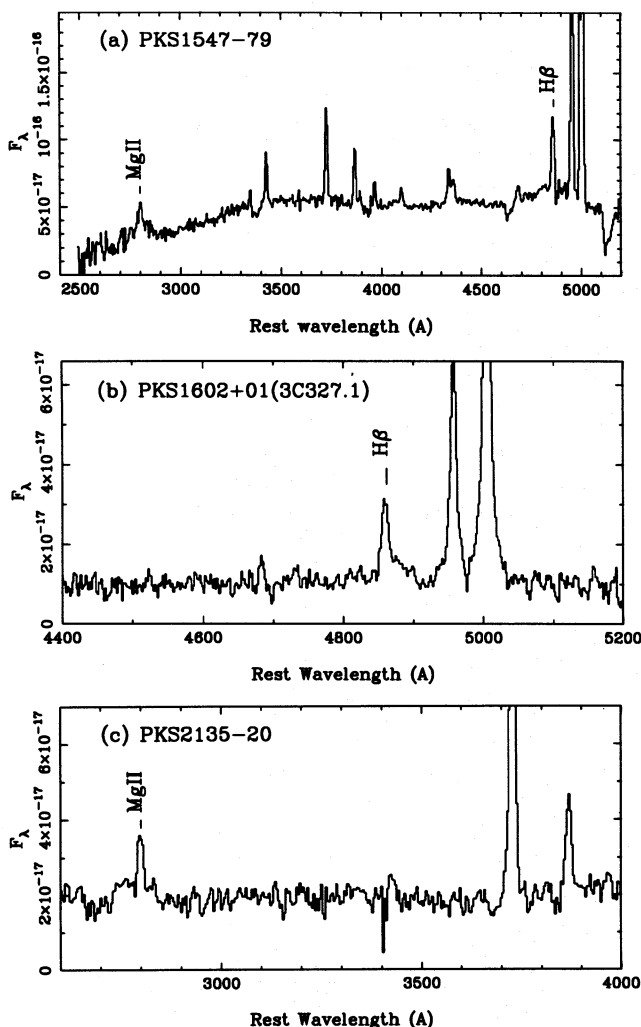 (a) PKS1547−79
1.5×10⁻¹⁶
10⁻¹⁶
5×10⁻¹⁷
0
F_λ
MgII
Hβ
2500 3000 3500 4000 4500 5000
Rest wavelength (A)
(b) PKS1602+01(3C327.1)
6×10⁻¹⁷
4×10⁻¹⁷
2×10⁻¹⁷
0
F_λ
Hβ
4400 4600 4800 5000 5200
Rest Wavelength (A)
(c) PKS2135−20
6×10⁻¹⁷
4×10⁻¹⁷
2×10⁻¹⁷
0
F_λ
MgII
3000 3500 4000
Rest Wavelength (A)